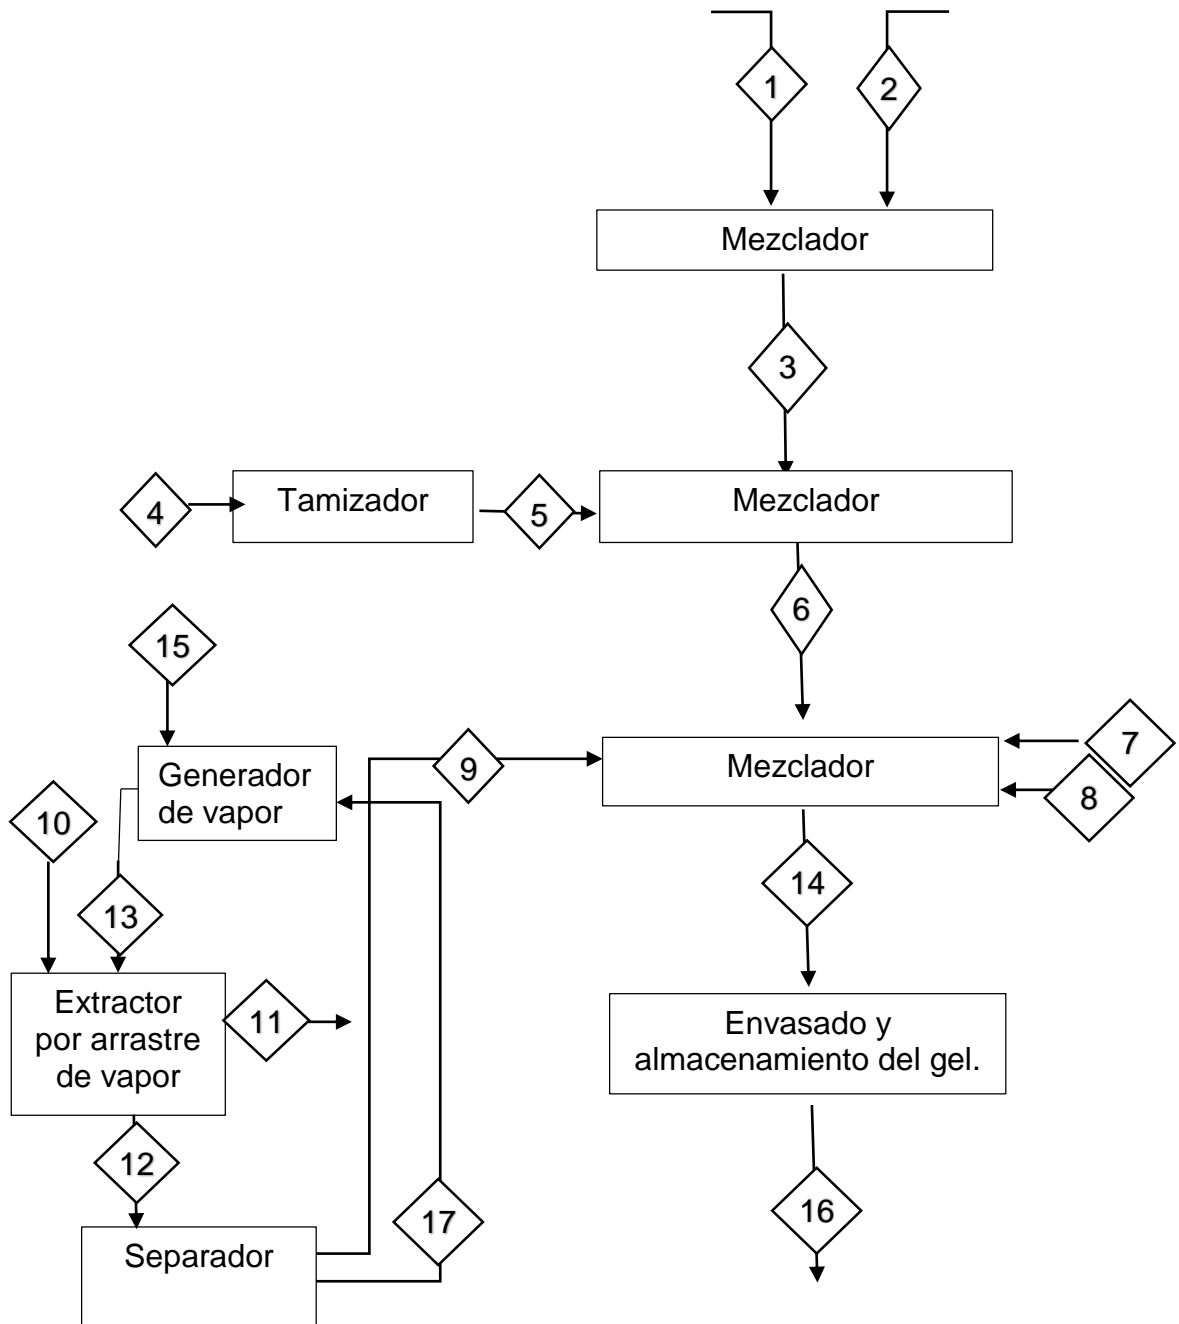 1
2
Mezclador
3
Tamizador
Mezclador
4
5
6
15
Generador
de vapor
9
Mezclador
7
8
10
13
14
Extractor
por arrastre
de vapor
11
Envasado y
almacenamiento del gel.
12
17
16
Separador